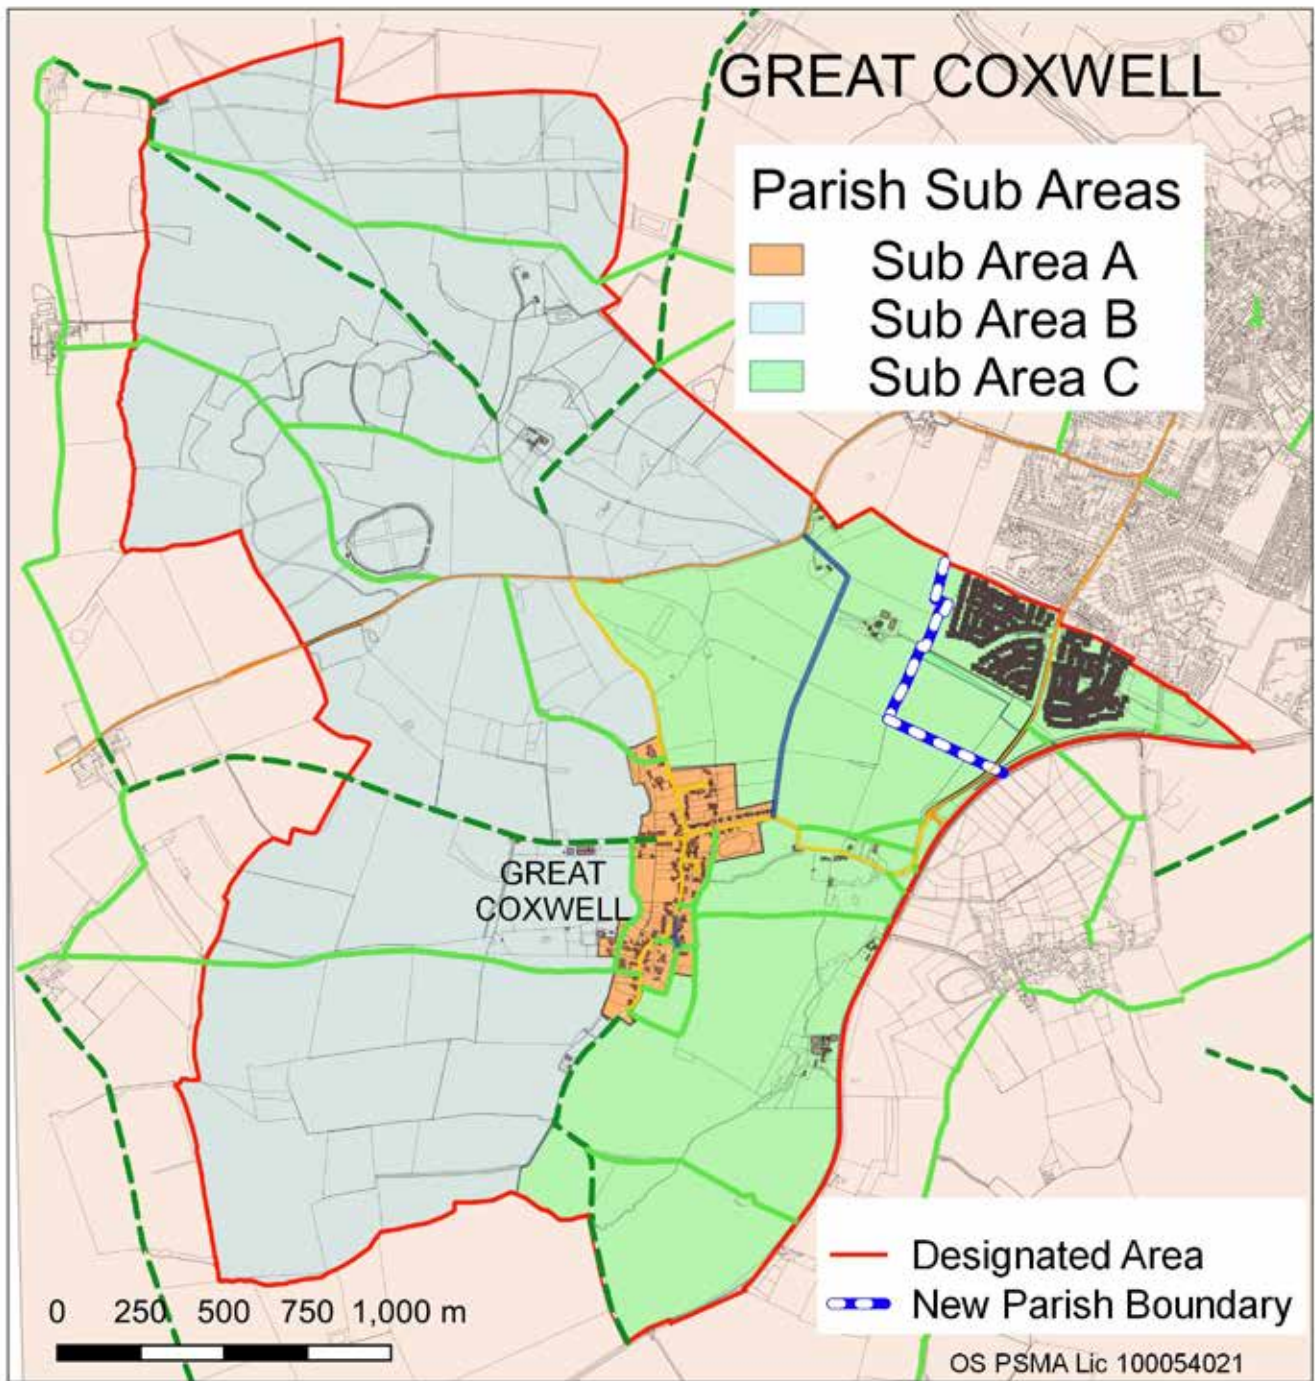 GREAT COXWELL
Parish Sub Areas
Sub Area A
Sub Area B
Sub Area C
GREAT
COXWELL
Designated Area
New Parish Boundary
0 250 500 750 1,000 m
OS PSMA Lic 100054021